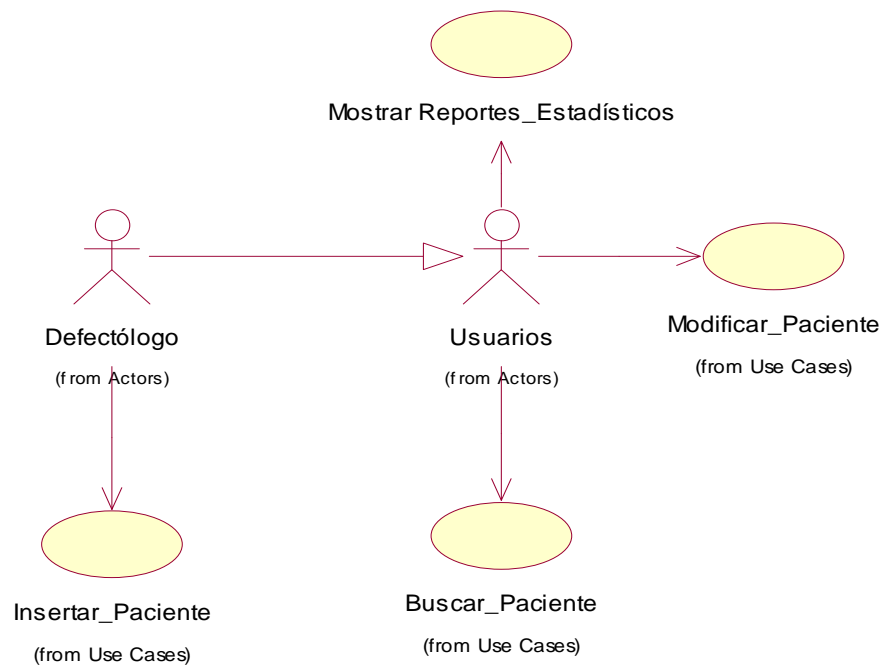 Mostrar Reportes_Estadísticos
Defectólogo
(from Actors)
Usuarios
(from Actors)
Modificar_Paciente
(from Use Cases)
Insertar_Paciente
(from Use Cases)
Buscar_Paciente
(from Use Cases)